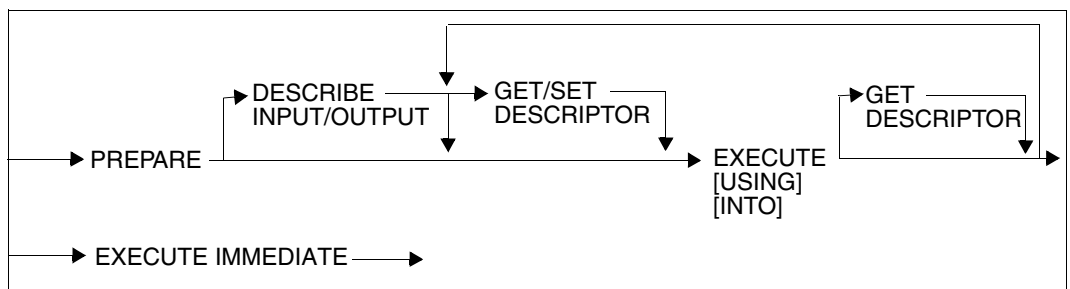 DESCRIBE
INPUT/OUTPUT
GET/SET
DESCRIPTOR
GET
DESCRIPTOR
PREPARE
EXECUTE
[USING]
[INTO]
EXECUTE IMMEDIATE